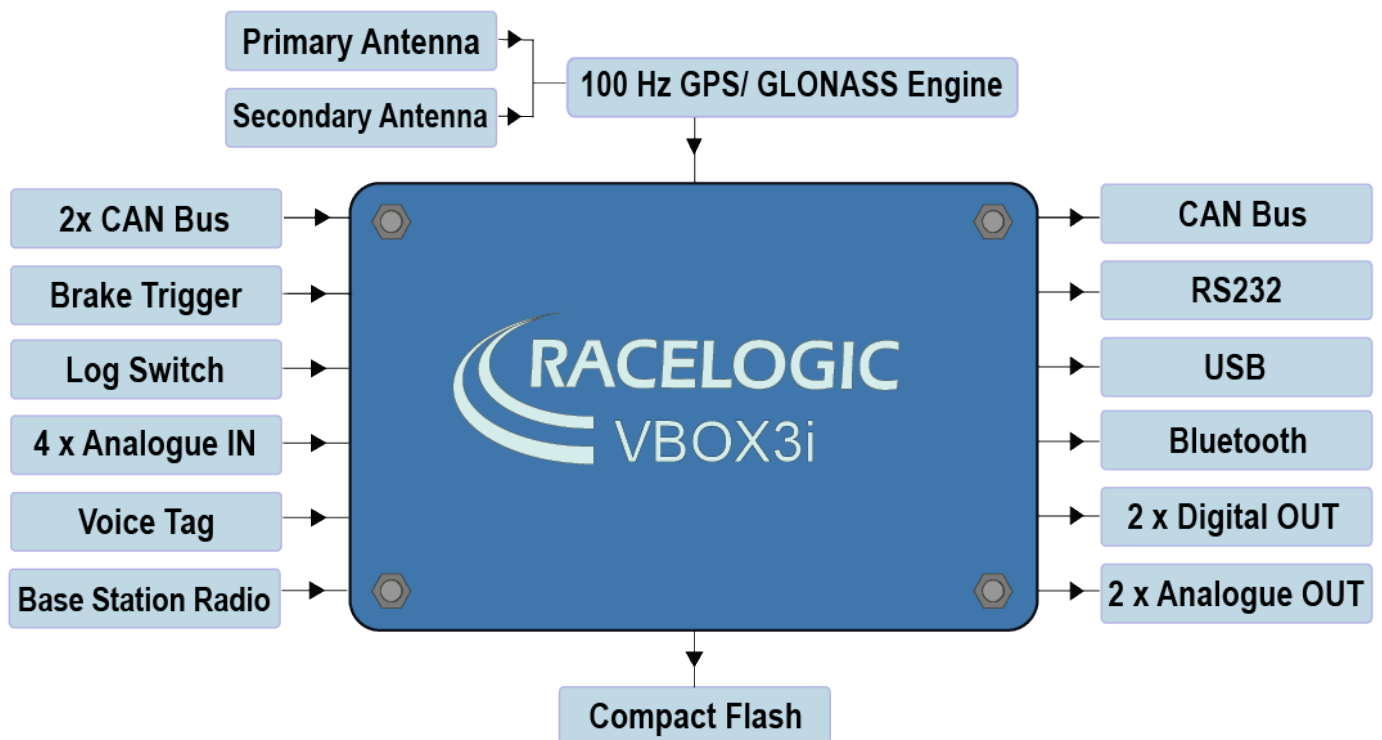 Primary Antenna
Secondary Antenna
100 Hz GPS/ GLONASS Engine
2x CAN Bus
Brake Trigger
Log Switch
4 x Analogue IN
Voice Tag
Base Station Radio
RACELOGIC
VBOX3i
CAN Bus
RS232
USB
Bluetooth
2 x Digital OUT
2 x Analogue OUT
Compact Flash